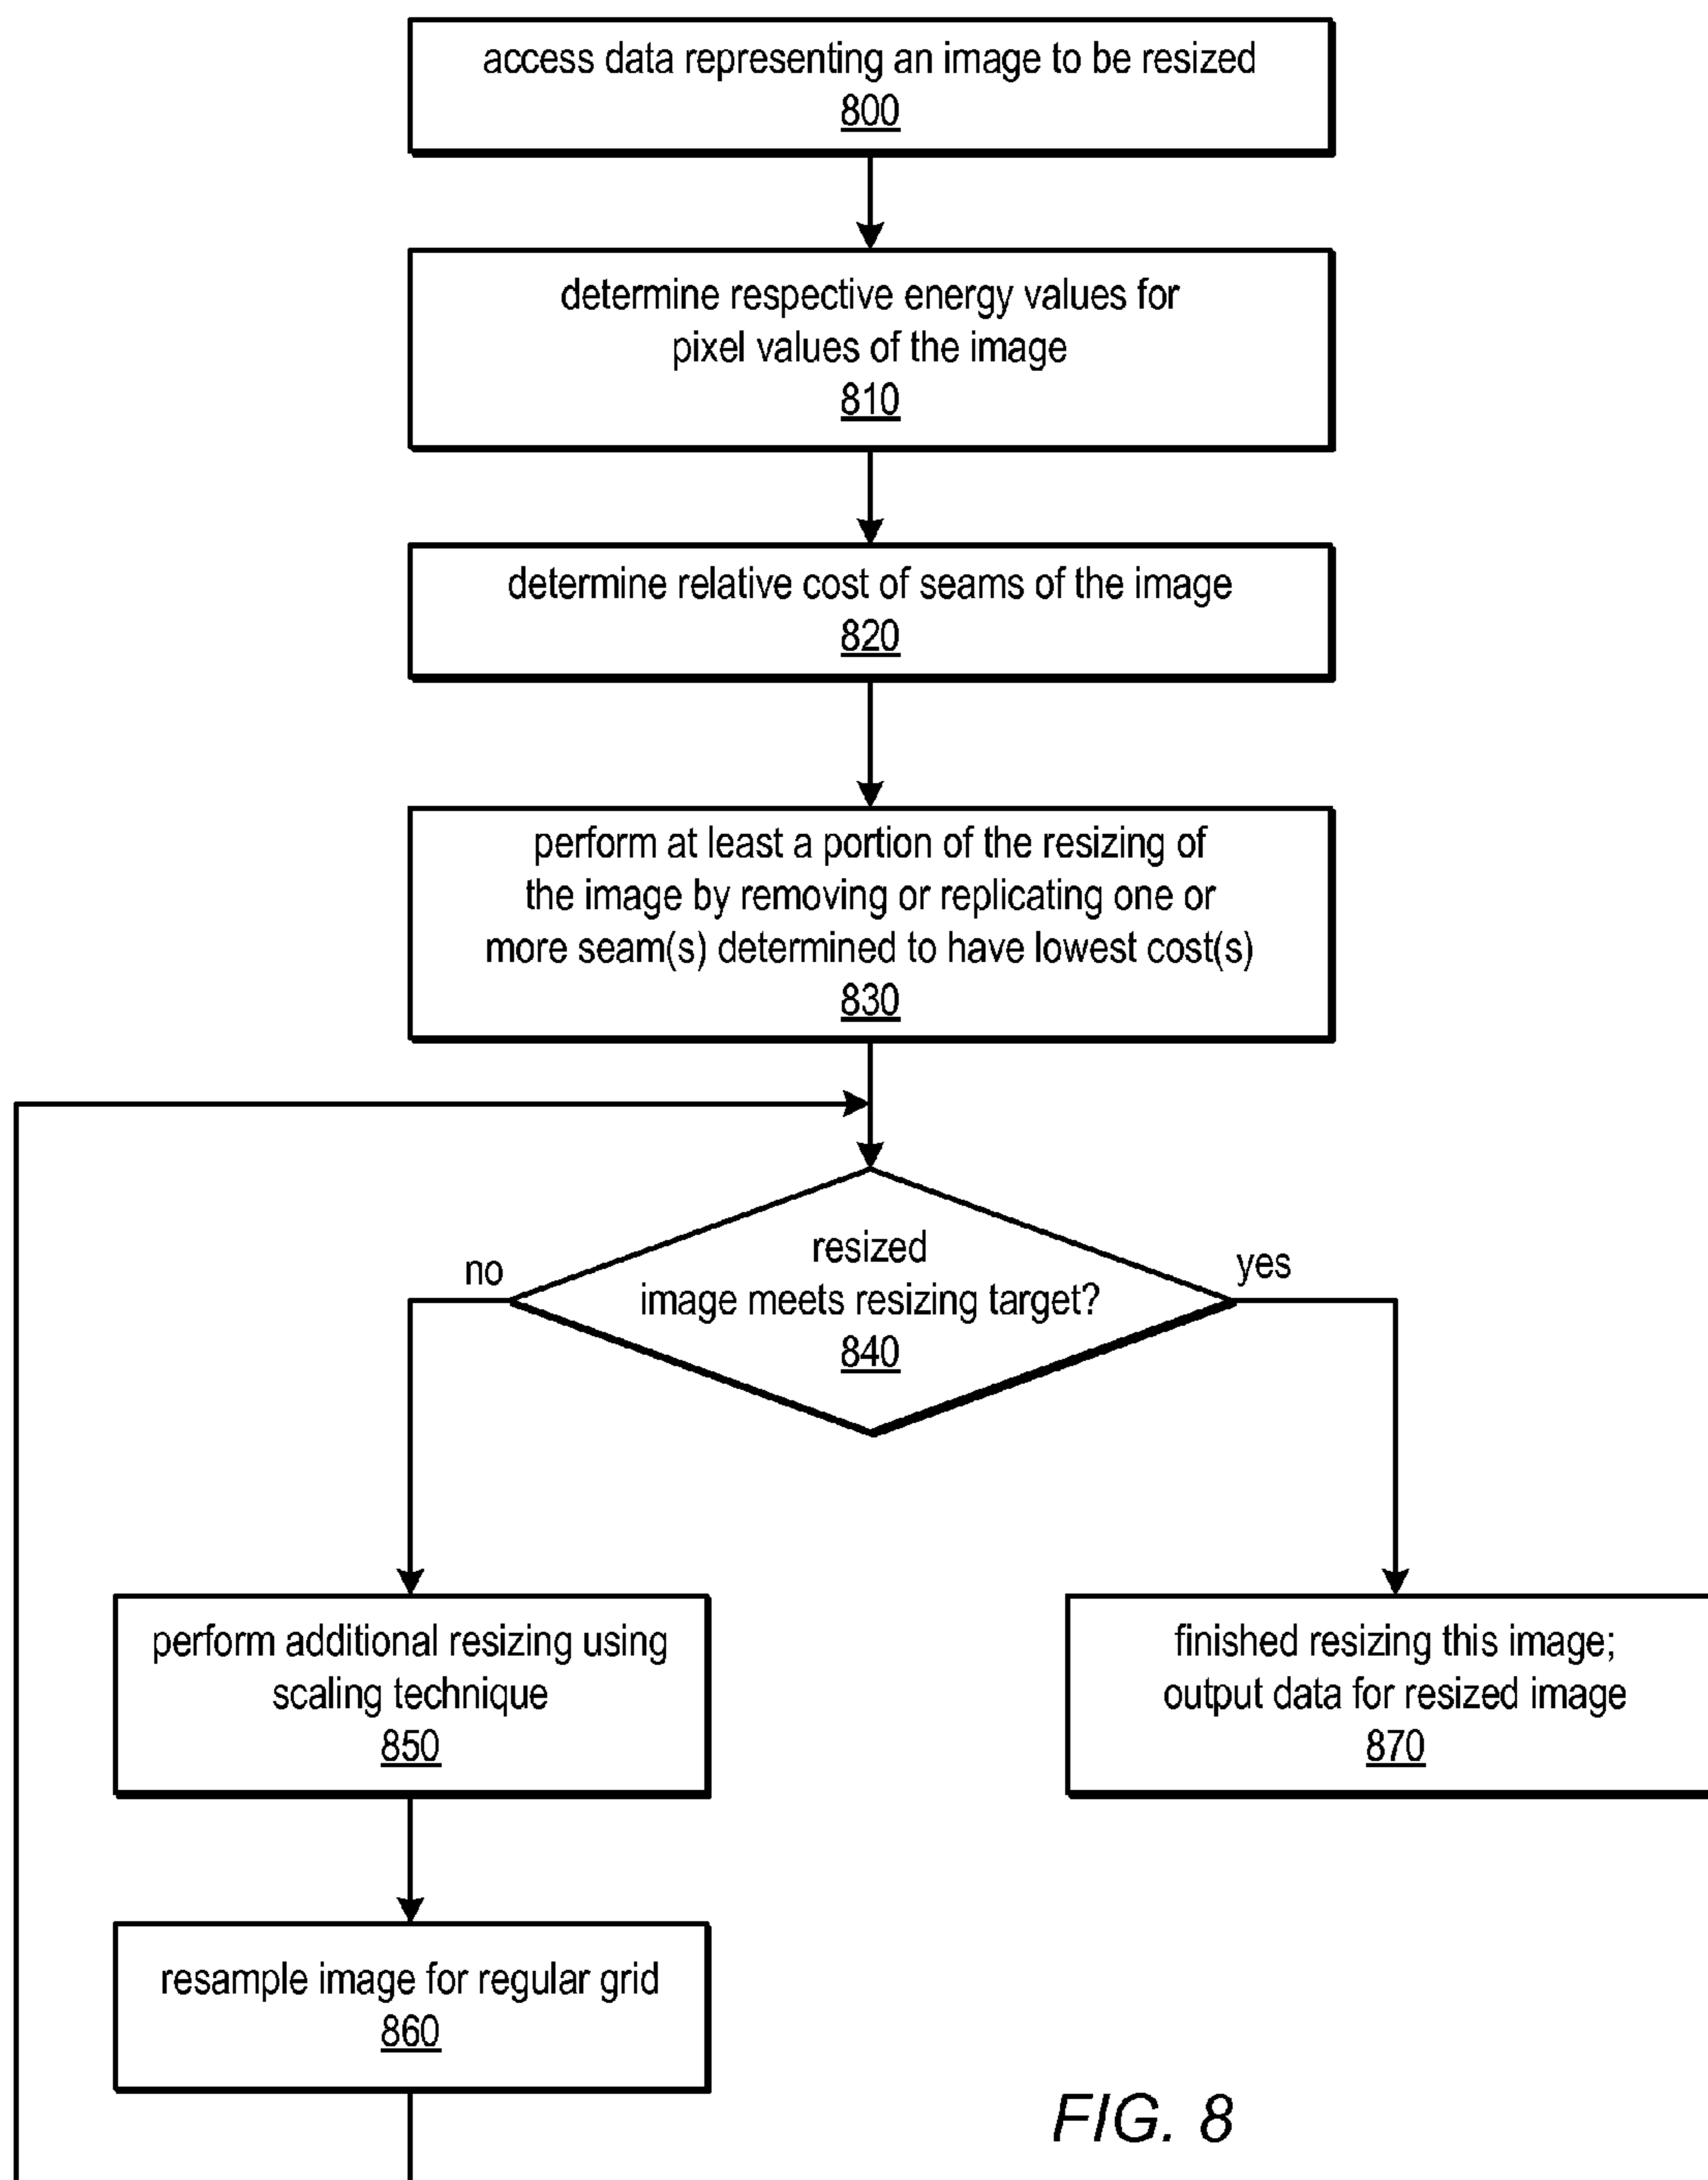 access data representing an image to be resized
800
determine respective energy values for
pixel values of the image
810
determine relative cost of seams of the image
820
perform at least a portion of the resizing of
the image by removing or replicating one or
more seam(s) determined to have lowest cost(s)
830
resized
image meets resizing target?
840
no
yes
perform additional resizing using
scaling technique
850
finished resizing this image;
output data for resized image
870
resample image for regular grid
860
FIG. 8